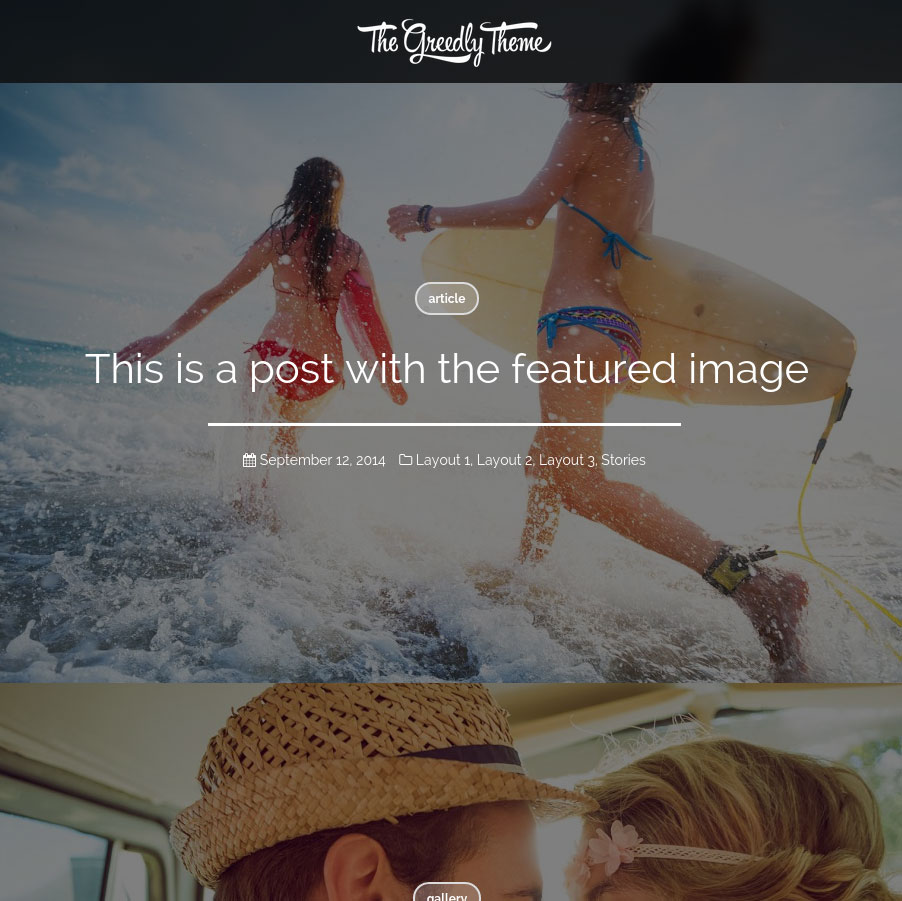 The Greedly Theme
article
This is a post with the featured image
September 12, 2014 Layout 1, Layout 2, Layout 3, Stories
gallery